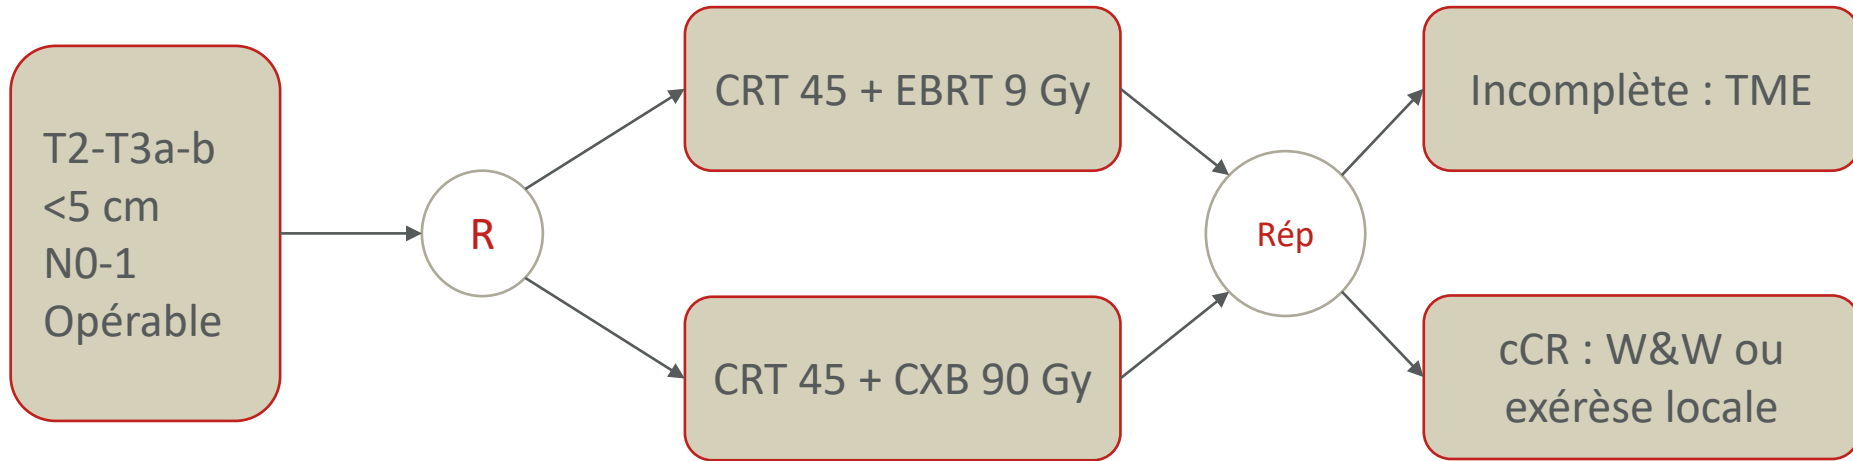 T2-T3a-b
<5 cm
N0-1
Opérable
R
CRT 45 + EBRT 9 Gy
CRT 45 + CXB 90 Gy
Rép
Incomplète : TME
cCR : W&W ou
exérèse locale